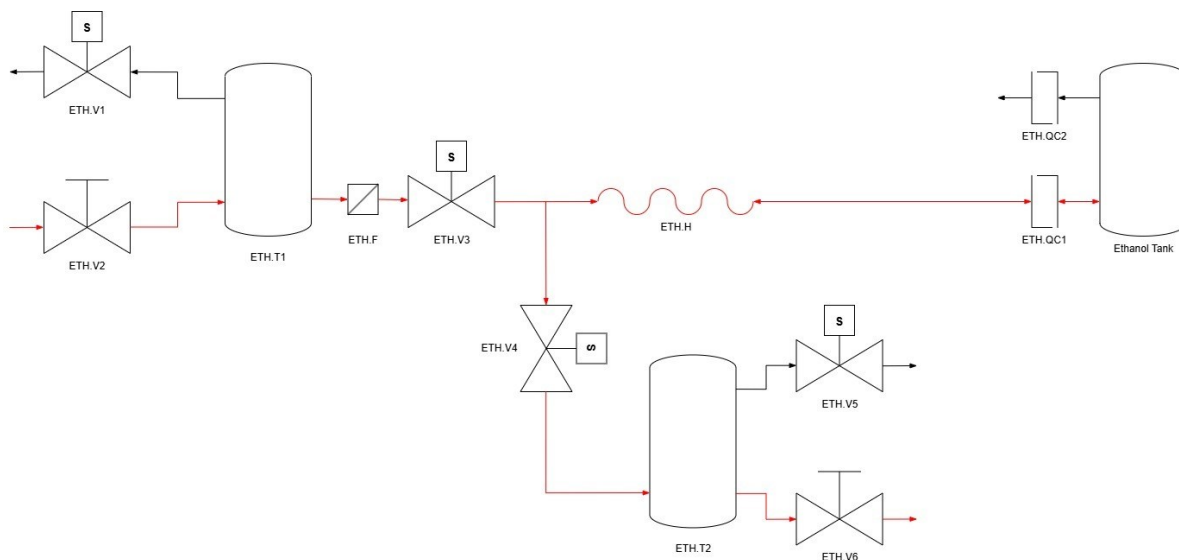 S
ETH.V1
S
ETH.V2
ETH.T1
ETH.F
ETH.V3
ETH.H
ETH.QC2
ETH.QC1
Ethanol Tank
ETH.V4
S
S
ETH.V5
ETH.T2
ETH.V6